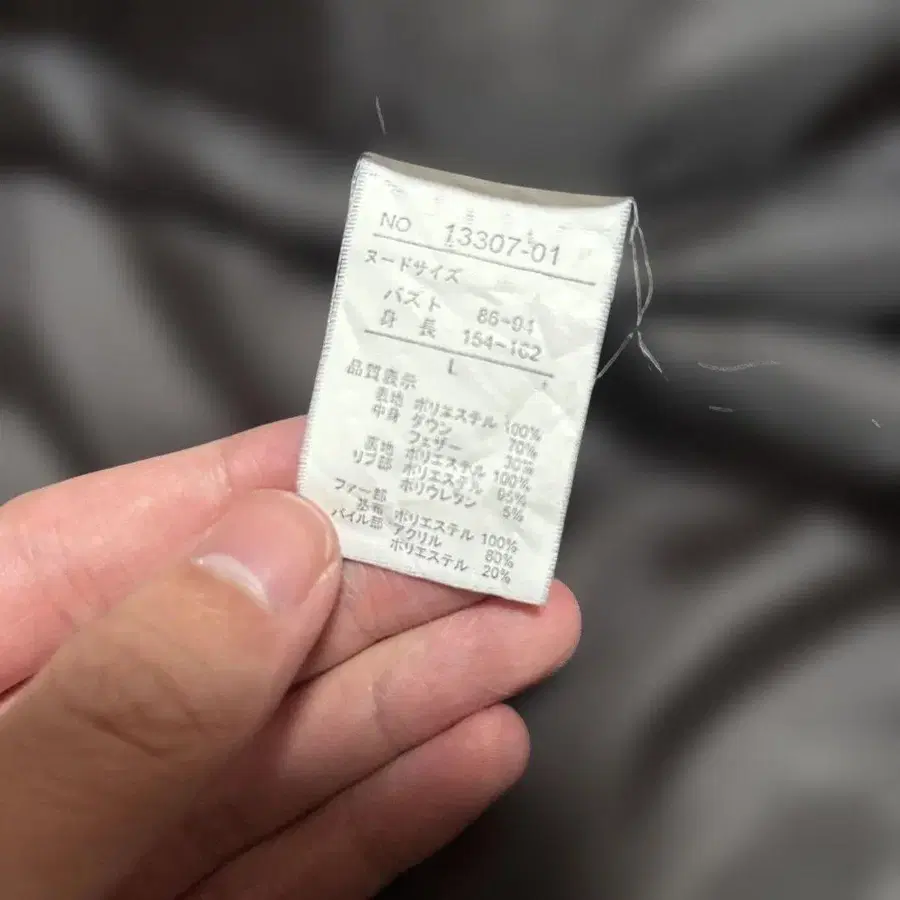 NO 13307-01
ヌードサイズ
バスト 86~94
身長 154~162
L
品質表示
表地 ポリエステル 100%
中身 ダウン 70%
フェザー 30%
裏地 ポリエステル 100%
リブ部 ポリエステル 95%
ポリウレタン 5%
ファー部
基布 ポリエステル 100%
パイル部 アクリル 80%
ポリエステル 20%